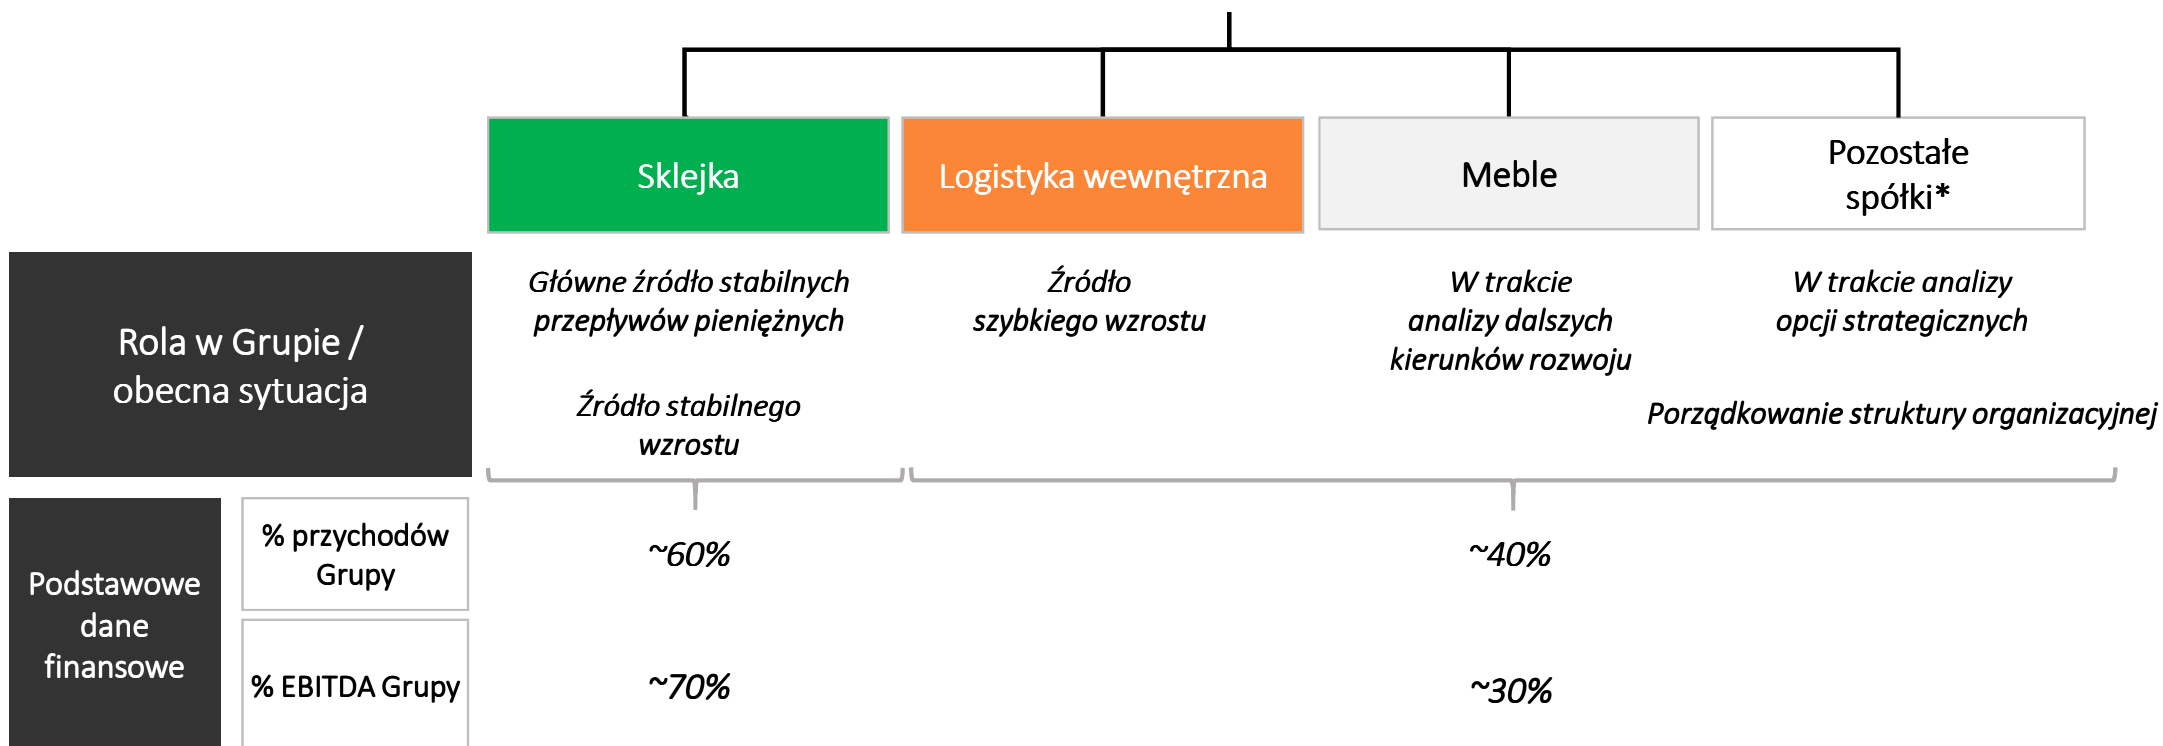 Sklejka
Logistyka wewnętrzna
Meble
Pozostałe
spółki*
Rola w Grupie /
obecna sytuacja
Główne źródło stabilnych
przepływów pieniężnych
Źródło stabilnego
wzrostu
Źródło
szybkiego wzrostu
W trakcie
analizy dalszych
kierunków rozwoju
W trakcie analizy
opcji strategicznych
Porządkowanie struktury organizacyjnej
Podstawowe
dane
finansowe
% przychodów
Grupy
~60%
~40%
% EBITDA Grupy
~70%
~30%